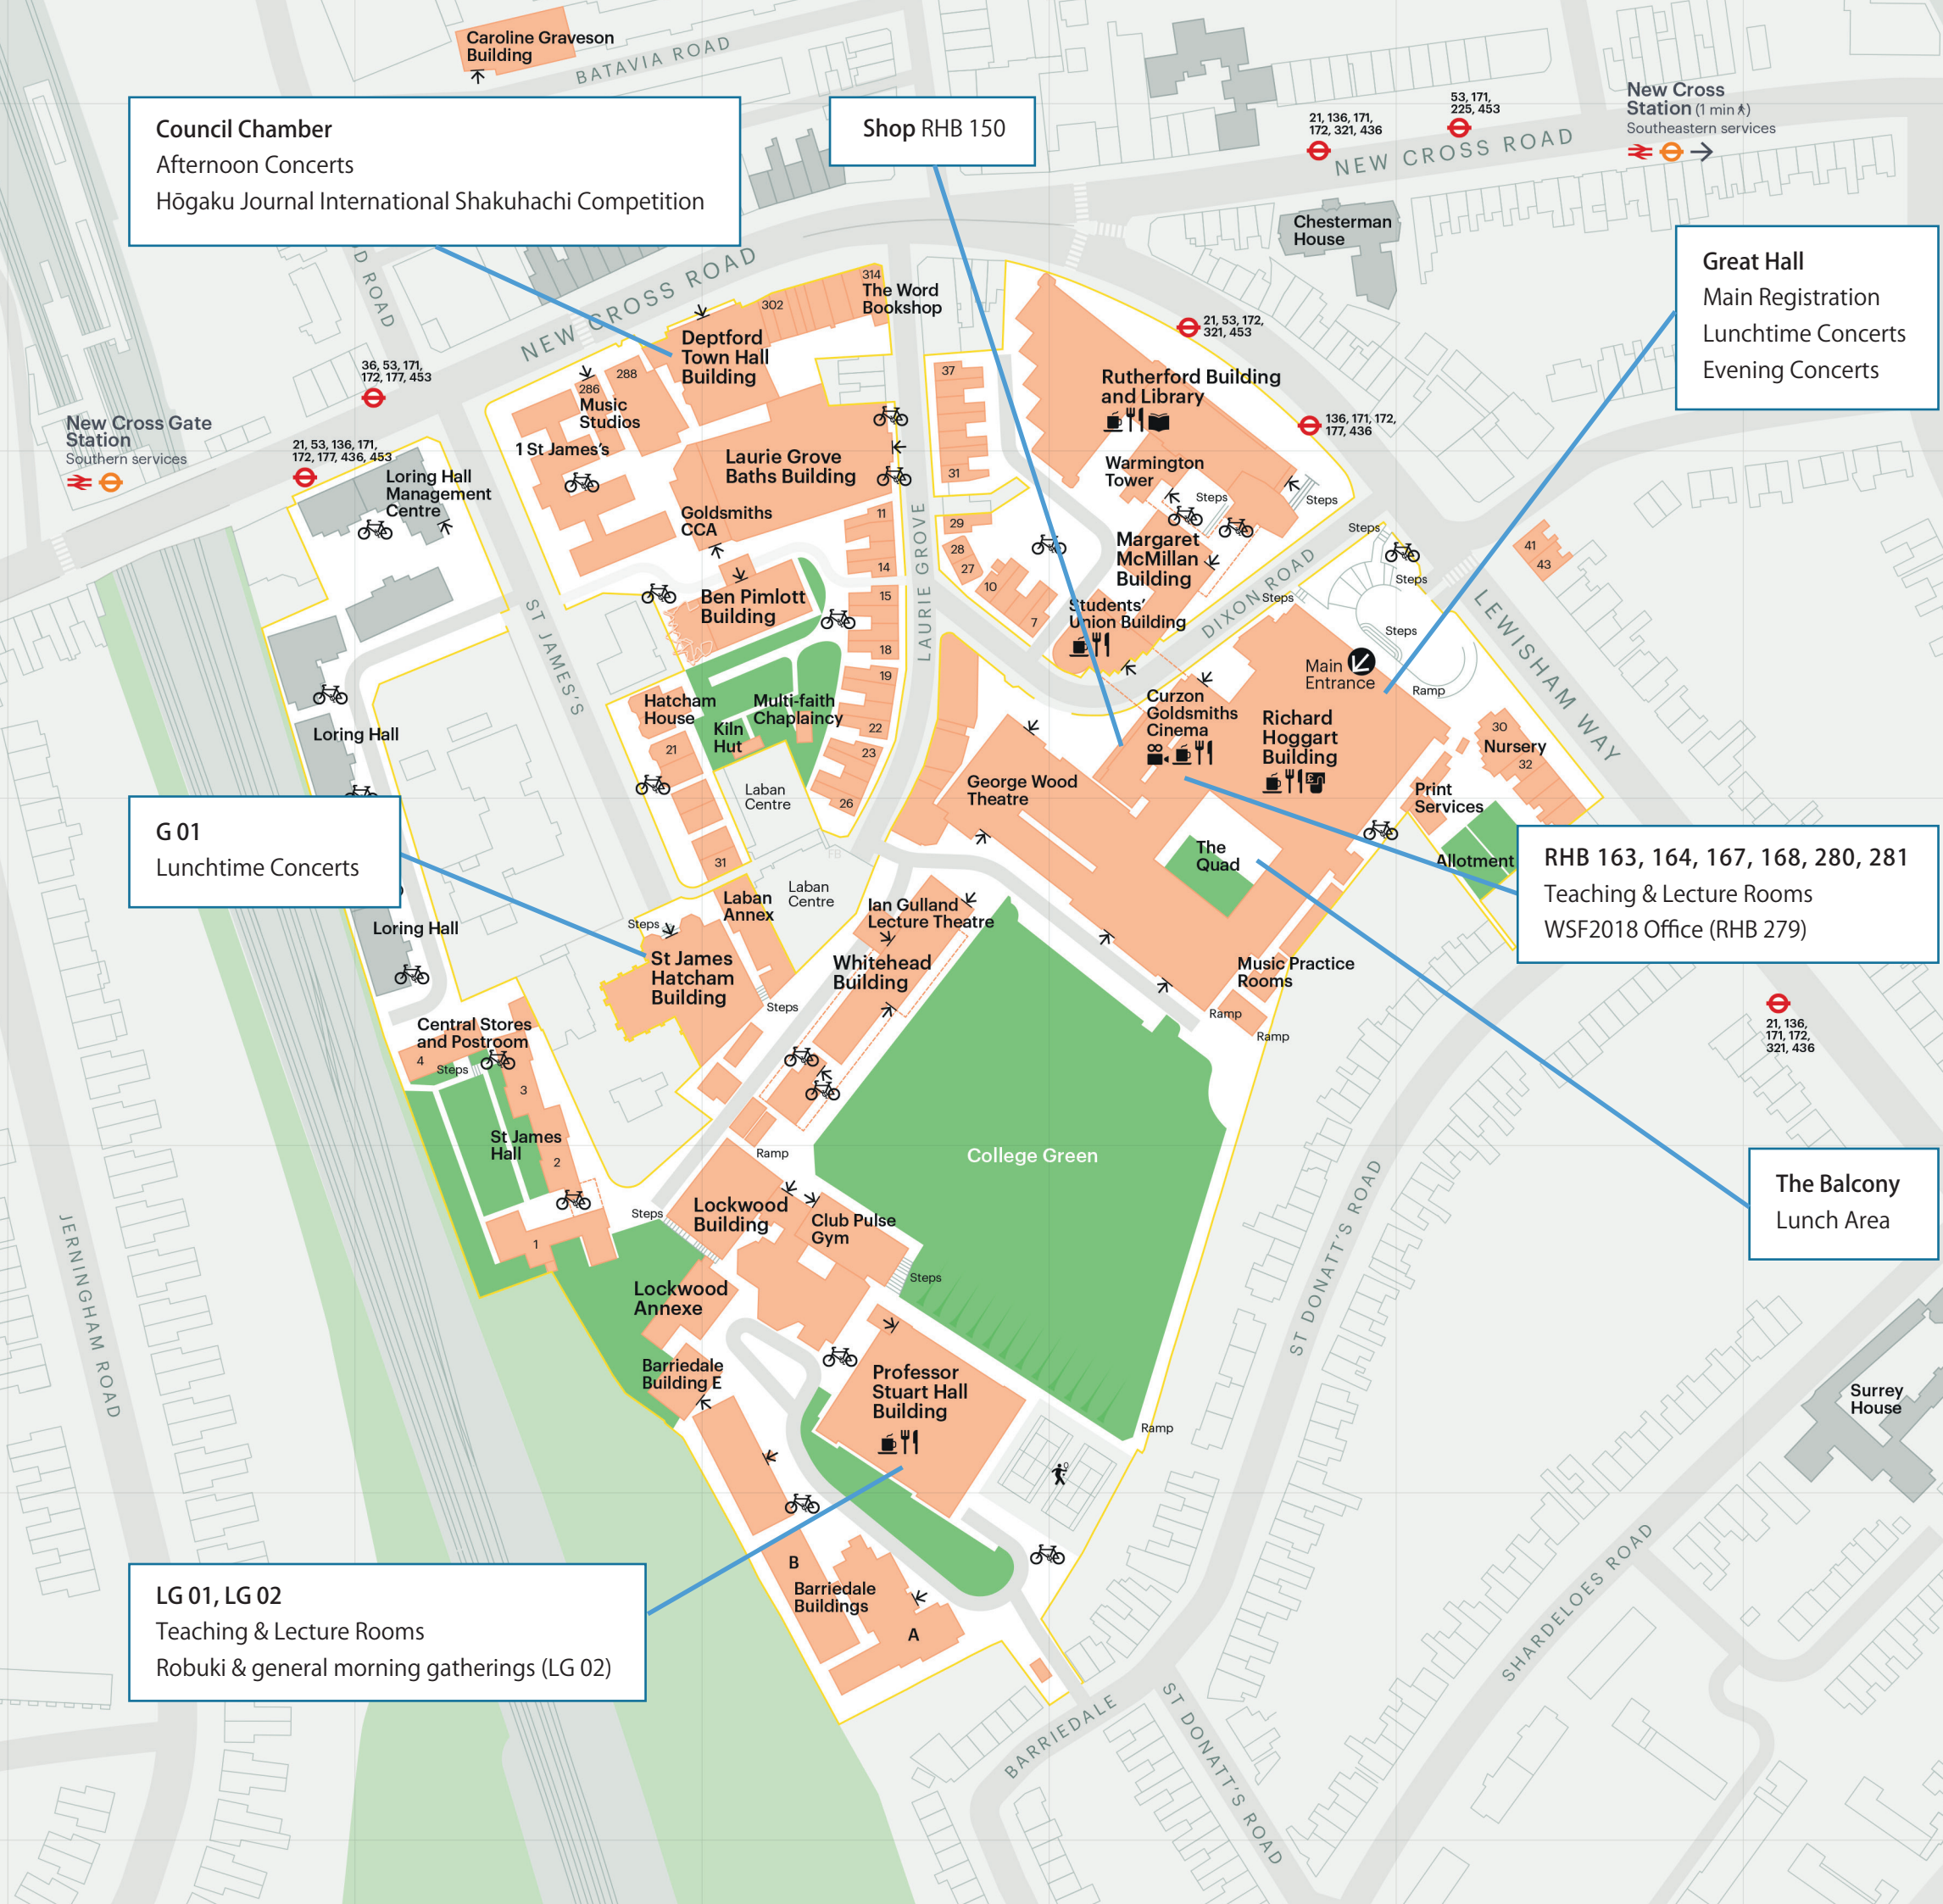 Caroline Graveson
Building
BATAVIA ROAD
Council Chamber
Afternoon Concerts
Hōgaku Journal International Shakuhachi Competition
Shop RHB 150
21, 136, 171,
172, 321, 436
53, 171,
225, 453
New Cross
Station (1 min)
Southeastern services
NEW CROSS ROAD
Chesterman
House
Great Hall
Main Registration
Lunchtime Concerts
Evening Concerts
NEW CROSS ROAD
314
The Word
Bookshop
302
Deptford
Town Hall
Building
288
286
Music
Studios
1 St James's
36, 53, 171,
172, 177, 453
New Cross Gate
Station
Southern services
21, 53, 136, 171,
172, 177, 436, 453
Loring Hall
Management
Centre
Laurie Grove
Baths Building
Goldsmiths
CCA
37
31
21, 53, 172,
321, 453
Rutherford Building
and Library
136, 171, 172,
177, 436
Warmington
Tower
Steps
Steps
Steps
11
14
15
18
19
22
23
26
29
28
27
10
7
LAURIE GROVE
Margaret
McMillan
Building
Students'
Union Building
DIXON ROAD
Steps
Steps
Steps
41
43
LEWISHAM WAY
Ben Pimlott
Building
ST JAMES'S
Hatcham
House
21
31
Kiln
Hut
Multi-faith
Chaplaincy
Laban
Centre
Loring Hall
Main
Entrance
Ramp
Curzon
Goldsmiths
Cinema
Richard
Hoggart
Building
30
Nursery
32
George Wood
Theatre
Print
Services
Allotment
The
Quad
G 01
Lunchtime Concerts
RHB 163, 164, 167, 168, 280, 281
Teaching & Lecture Rooms
WSF2018 Office (RHB 279)
FB
Laban
Centre
Laban
Annex
Steps
Loring Hall
St James
Hatcham
Building
Steps
Ian Gulland
Lecture Theatre
Whitehead
Building
Music Practice
Rooms
Ramp
Ramp
21, 136,
171, 172,
321, 436
Central Stores
and Postroom
4
Steps
3
St James
Hall
2
1
College Green
Ramp
Steps
Lockwood
Building
Club Pulse
Gym
Steps
The Balcony
Lunch Area
JERNINGHAM ROAD
Lockwood
Annexe
Barriedale
Building E
Professor
Stuart Hall
Building
Ramp
ST DONATT'S ROAD
Surrey
House
LG 01, LG 02
Teaching & Lecture Rooms
Robuki & general morning gatherings (LG 02)
B
Barriedale
Buildings
A
SHARDELOES ROAD
BARRIEDALE
ST DONATT'S ROAD